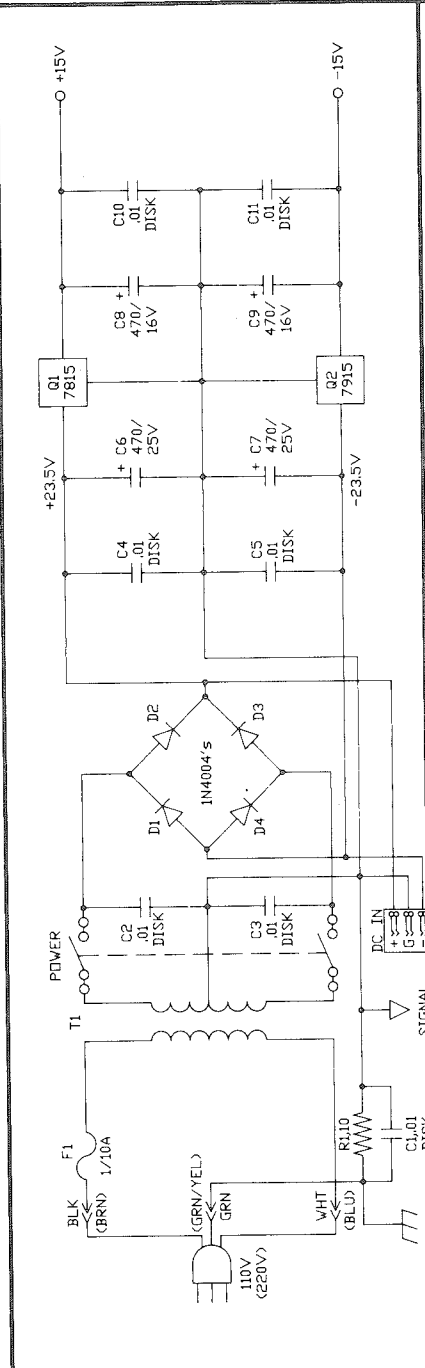 110V
(220V)
BLK
(BRN)
(GRN/YEL)
GRN
WHT
(BLU)
F1
1/10A
T1
POWER
R1,10
C1,.01
SIGNAL
DC IN
+
G
-
C2
.01
DISK
C3
.01
DISK
D1
D2
1N4004's
D4
D3
C4
.01
DISK
C5
.01
DISK
+23.5V
-23.5V
C6
470/
25V
+
C7
470/
25V
+
Q1
7815
Q2
7915
C8
470/
16V
+
C9
470/
16V
+
C10
.01
DISK
C11
.01
DISK
+15V
-15V